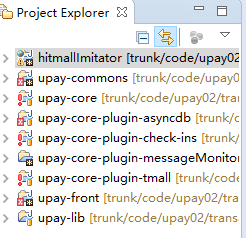 Project Explorer
hitmallImitator [trunk/code/upay02
upay-commons [trunk/code/upay0
upay-core [trunk/code/upay02/trans
upay-core-plugin-asyncdb [trunk/c
upay-core-plugin-check-ins [trunk/
upay-core-plugin-messageMonitor
upay-core-plugin-tmall [trunk/code
upay-front [trunk/code/upay02/tra
upay-lib [trunk/code/upay02/trans